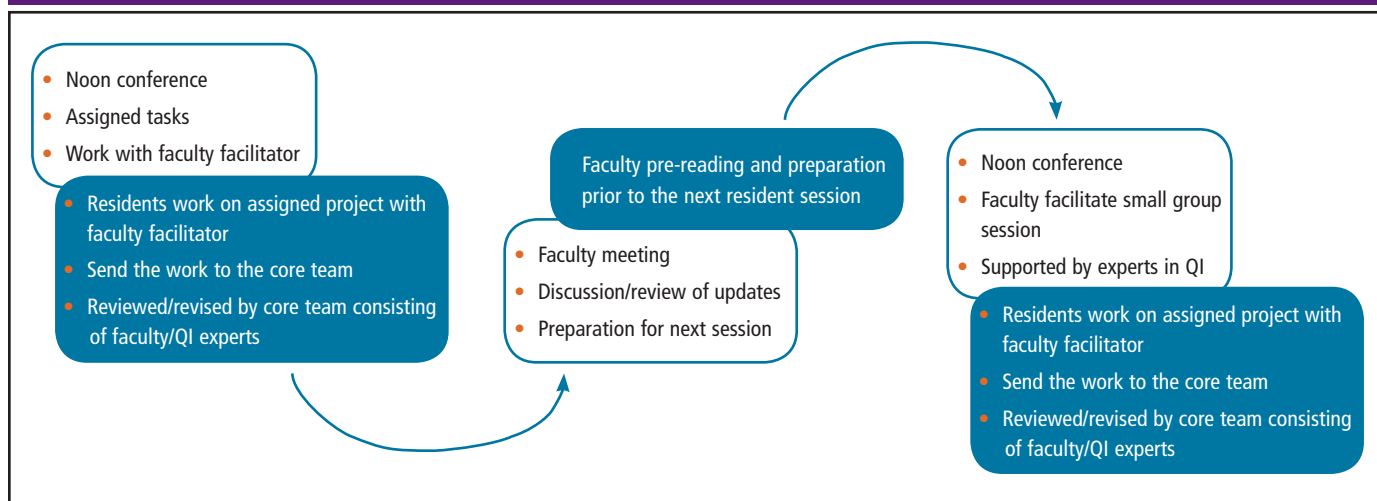 • Noon conference
• Assigned tasks
• Work with faculty facilitator
• Residents work on assigned project with
faculty facilitator
• Send the work to the core team
• Reviewed/revised by core team consisting
of faculty/QI experts
Faculty pre-reading and preparation
prior to the next resident session
• Faculty meeting
• Discussion/review of updates
• Preparation for next session
• Noon conference
• Faculty facilitate small group
session
• Supported by experts in QI
• Residents work on assigned project with
faculty facilitator
• Send the work to the core team
• Reviewed/revised by core team consisting
of faculty/QI experts